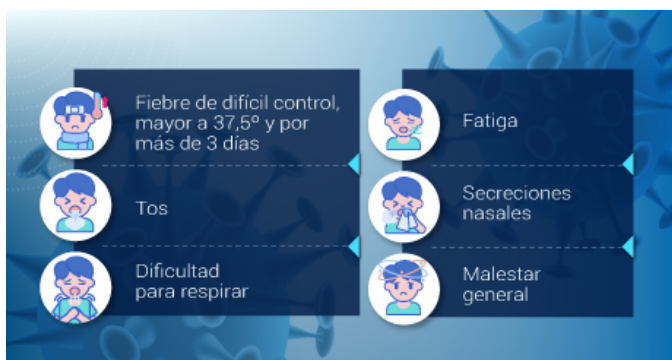 Fiebre de difícil control,
mayor a 37,5º y por
más de 3 días
Tos
Dificultad
para respirar
Fatiga
Secreciones
nasales
Malestar
general